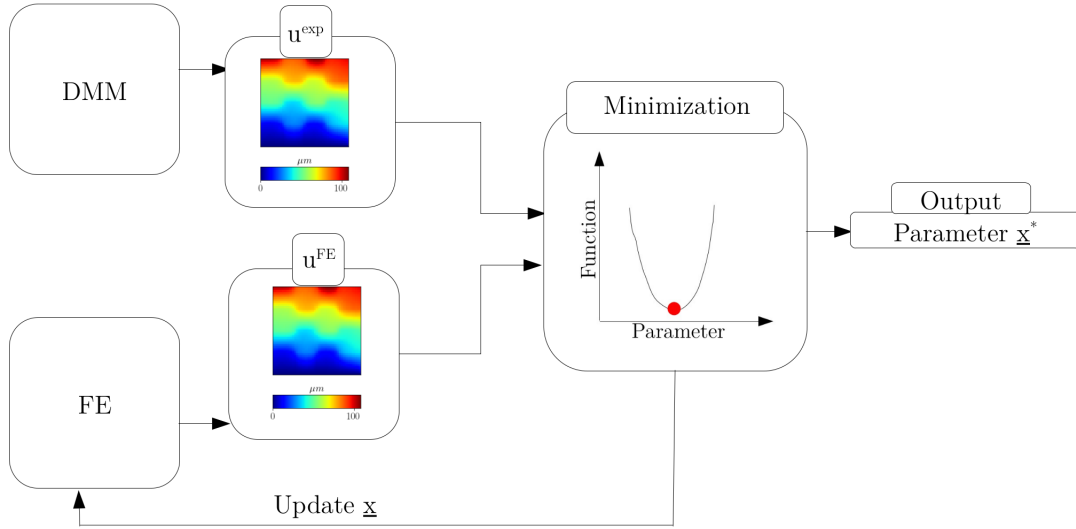 DMM
u^exp
μm
0 100
Minimization
Function
Parameter
Output
Parameter x*
u^FE
μm
0 100
FE
Update x